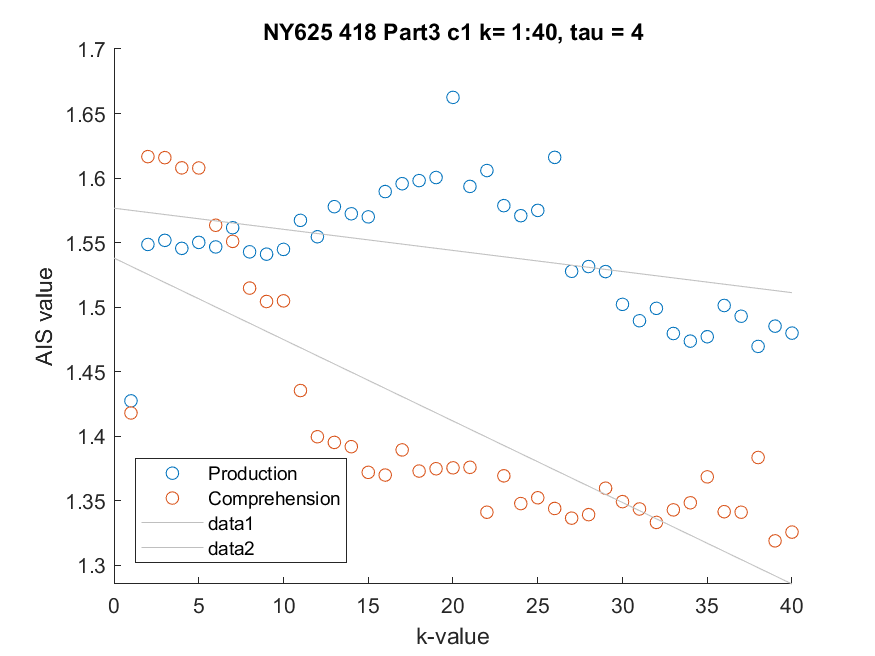 NY625 418 Part3 c1 k= 1:40, tau = 4
1.7
1.65
1.6
1.55
1.5
1.45
1.4
1.35
1.3
AIS value
Production
Comprehension
data1
data2
0 5 10 15 20 25 30 35 40
k-value